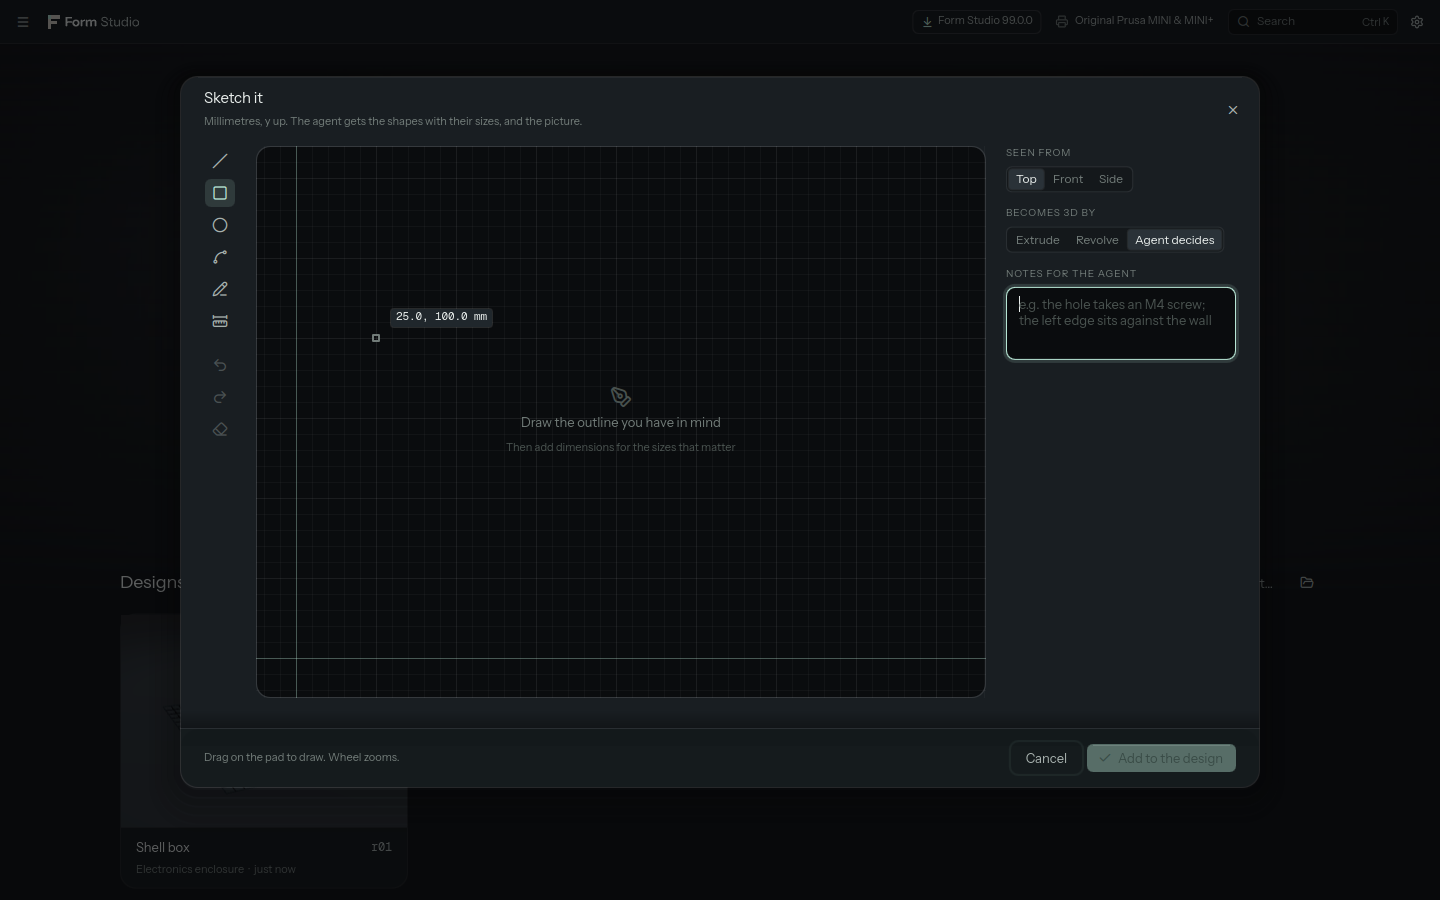 Form Studio
Form Studio 99.0.0
Original Prusa MINI & MINI+
Search
Ctrl K
Sketch it
Millimetres, y up. The agent gets the shapes with their sizes, and the picture.
SEEN FROM
Top
Front
Side
BECOMES 3D BY
Extrude
Revolve
Agent decides
NOTES FOR THE AGENT
e.g. the hole takes an M4 screw;
the left edge sits against the wall
25.0, 100.0 mm
Draw the outline you have in mind
Then add dimensions for the sizes that matter
Designs
Drag on the pad to draw. Wheel zooms.
Cancel
Add to the design
Shell box
r01
Electronics enclosure · just now